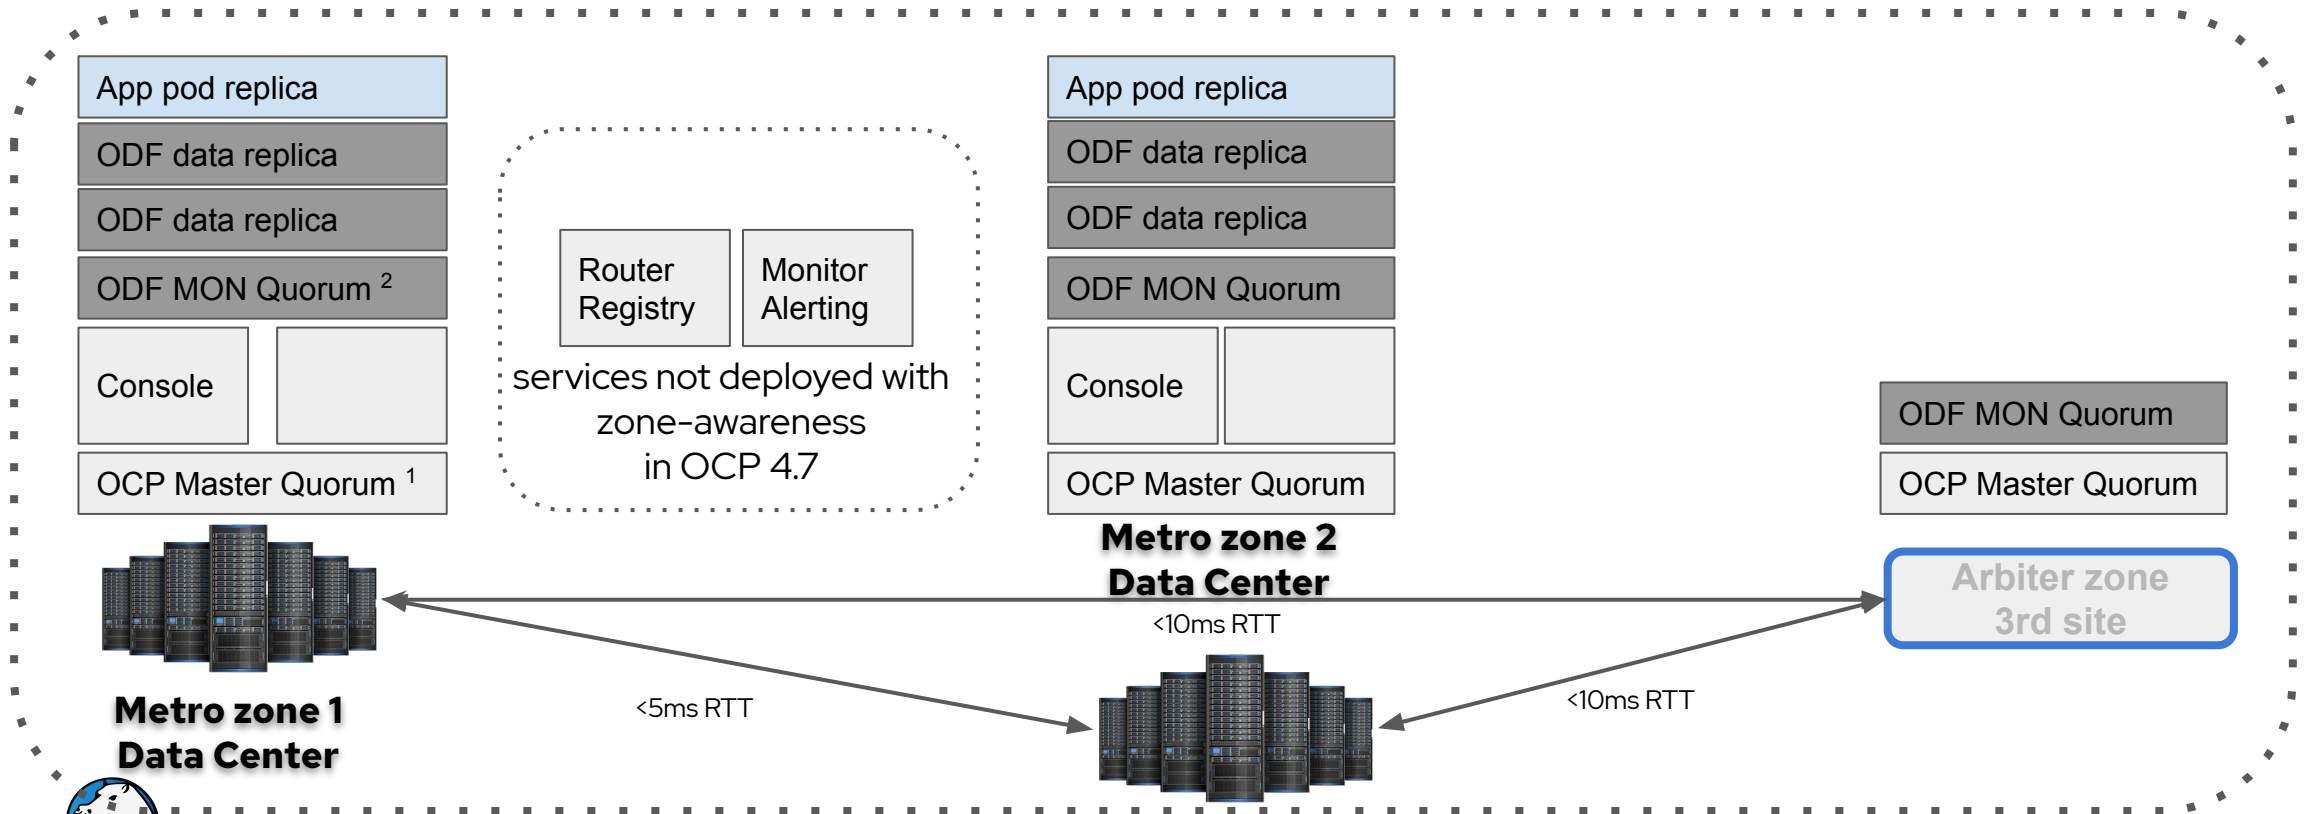 App pod replica
ODF data replica
ODF data replica
ODF MON Quorum ²
Console
OCP Master Quorum ¹
Metro zone 1
Data Center
Router
Registry
Monitor
Alerting
services not deployed with
zone-awareness
in OCP 4.7
App pod replica
ODF data replica
ODF data replica
ODF MON Quorum
Console
OCP Master Quorum
Metro zone 2
Data Center
<10ms RTT
<5ms RTT
<10ms RTT
ODF MON Quorum
OCP Master Quorum
Arbiter zone
3rd site